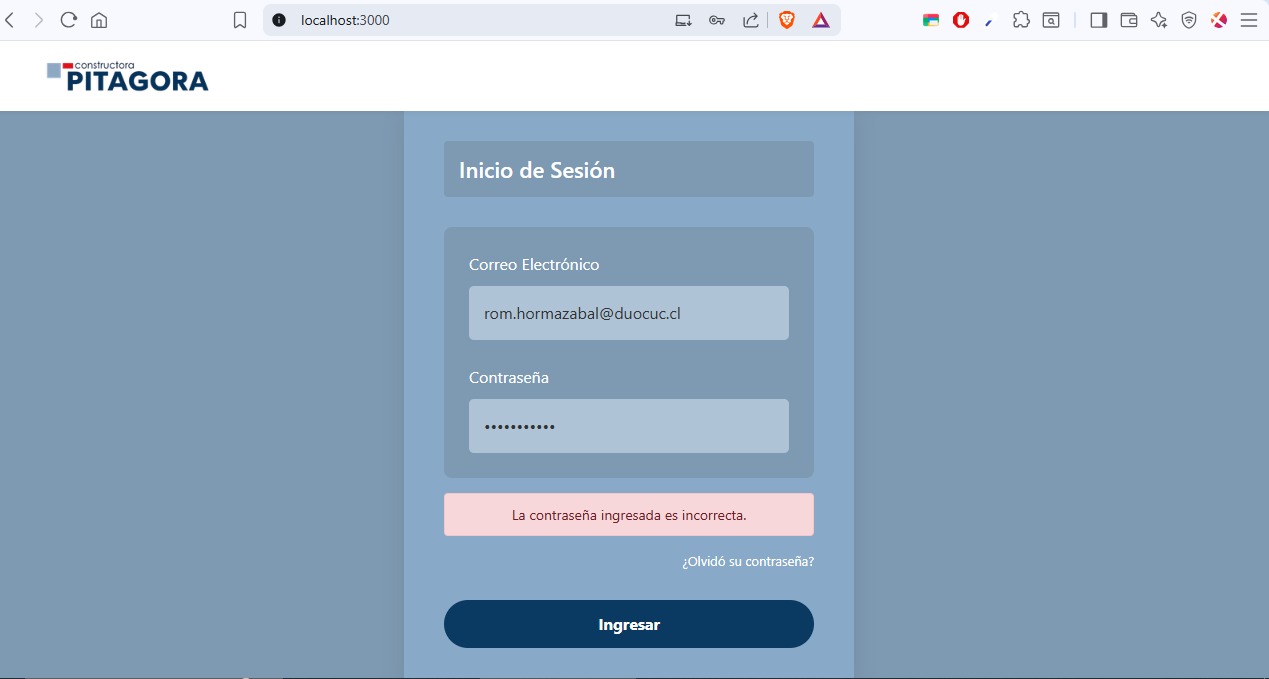 localhost:3000
constructora
PITAGORA
Inicio de Sesión
Correo Electrónico
rom.hormazabal@duocuc.cl
Contraseña
•••••••••••
La contraseña ingresada es incorrecta.
¿Olvidó su contraseña?
Ingresar